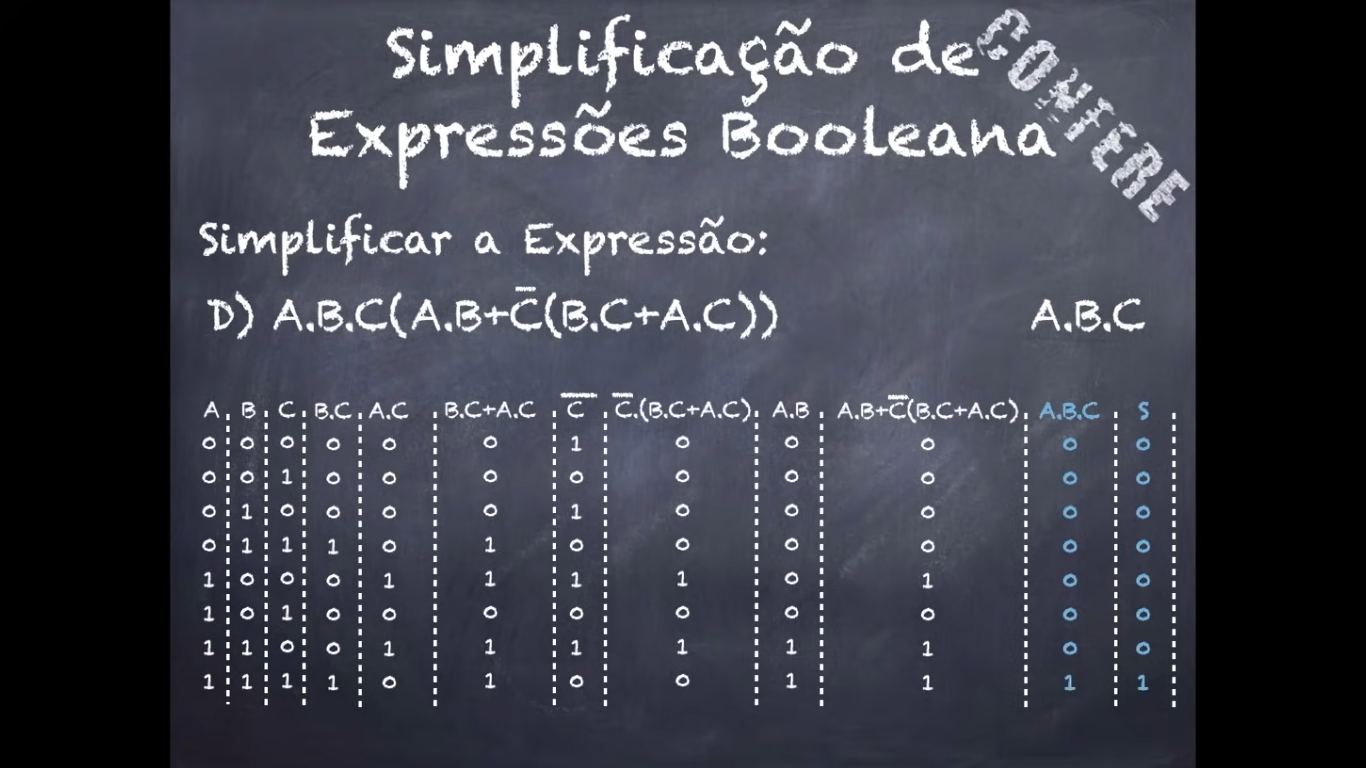 Simplificação de
Expressões Booleana
CONFERE
Simplificar a Expressão:
D) A.B.C(A.B+C̅(B.C+A.C)) A.B.C
A B C B.C A.C B.C+A.C C̅ C̅.(B.C+A.C) A.B A.B+C̅(B.C+A.C) A.B.C S
0 0 0 0 0 0 1 0 0 0 0 0
0 0 1 0 0 0 0 0 0 0 0 0
0 1 0 0 0 0 1 0 0 0 0 0
0 1 1 1 0 1 0 0 0 0 0 0
1 0 0 0 1 1 1 1 0 1 0 0
1 0 1 0 0 0 0 0 0 0 0 0
1 1 0 0 1 1 1 1 1 1 0 0
1 1 1 1 0 1 0 0 1 1 1 1